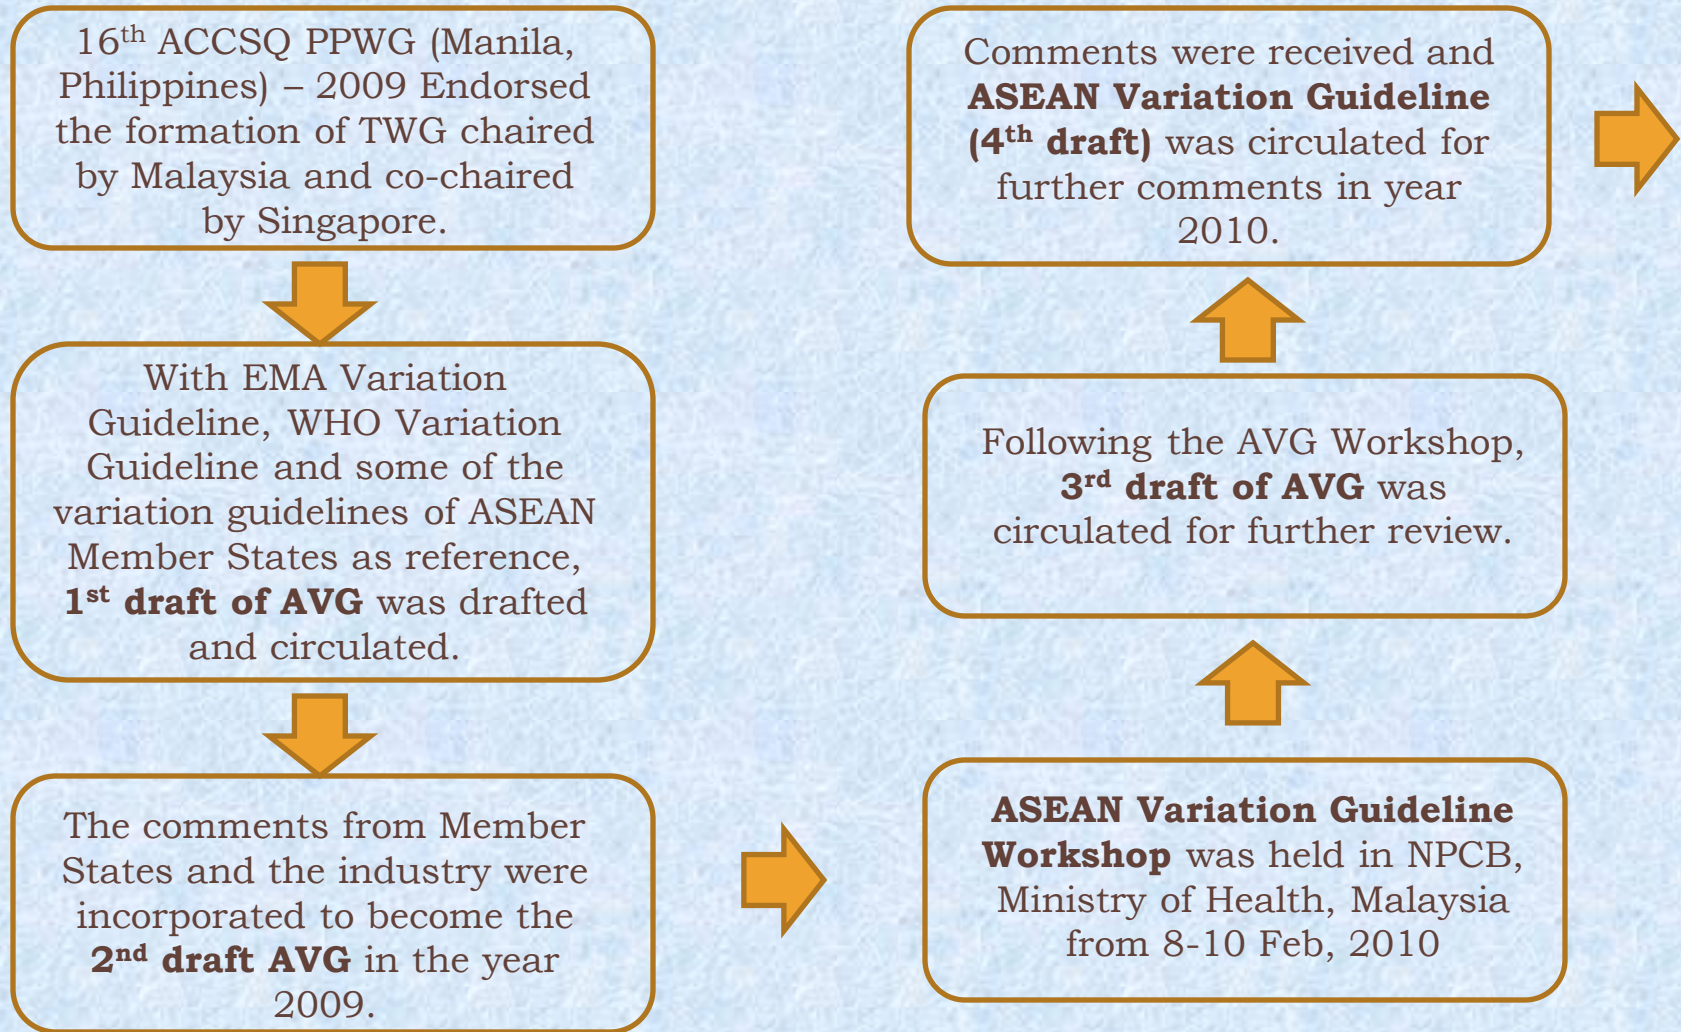 16th ACCSQ PPWG (Manila,
Philippines) – 2009 Endorsed
the formation of TWG chaired
by Malaysia and co-chaired
by Singapore.
With EMA Variation
Guideline, WHO Variation
Guideline and some of the
variation guidelines of ASEAN
Member States as reference,
1st draft of AVG was drafted
and circulated.
The comments from Member
States and the industry were
incorporated to become the
2nd draft AVG in the year
2009.
ASEAN Variation Guideline
Workshop was held in NPCB,
Ministry of Health, Malaysia
from 8-10 Feb, 2010
Following the AVG Workshop,
3rd draft of AVG was
circulated for further review.
Comments were received and
ASEAN Variation Guideline
(4th draft) was circulated for
further comments in year
2010.